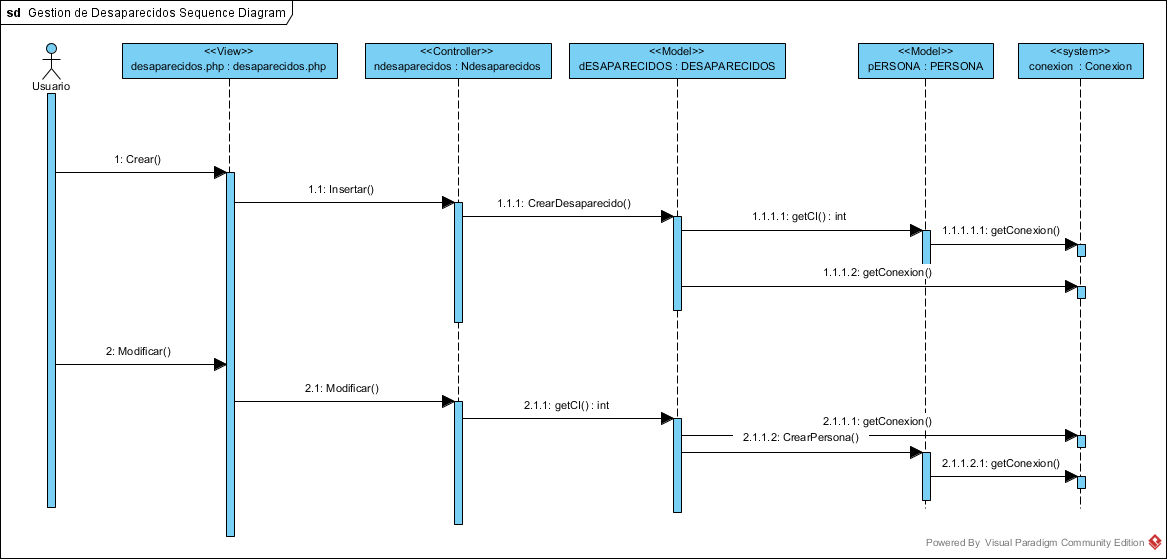 sd Gestion de Desaparecidos Sequence Diagram
<<View>>
desaparecidos.php : desaparecidos.php
<<Controller>>
ndesaparecidos : Ndesaparecidos
<<Model>>
dESAPARECIDOS : DESAPARECIDOS
<<Model>>
pERSONA : PERSONA
<<system>>
conexion : Conexion
Usuario
1: Crear()
1.1: Insertar()
1.1.1: CrearDesaparecido()
1.1.1.1: getCI() : int
1.1.1.1.1: getConexion()
1.1.1.2: getConexion()
2: Modificar()
2.1: Modificar()
2.1.1: getCI() : int
2.1.1.1: getConexion()
2.1.1.2: CrearPersona()
2.1.1.2.1: getConexion()
Powered By Visual Paradigm Community Edition